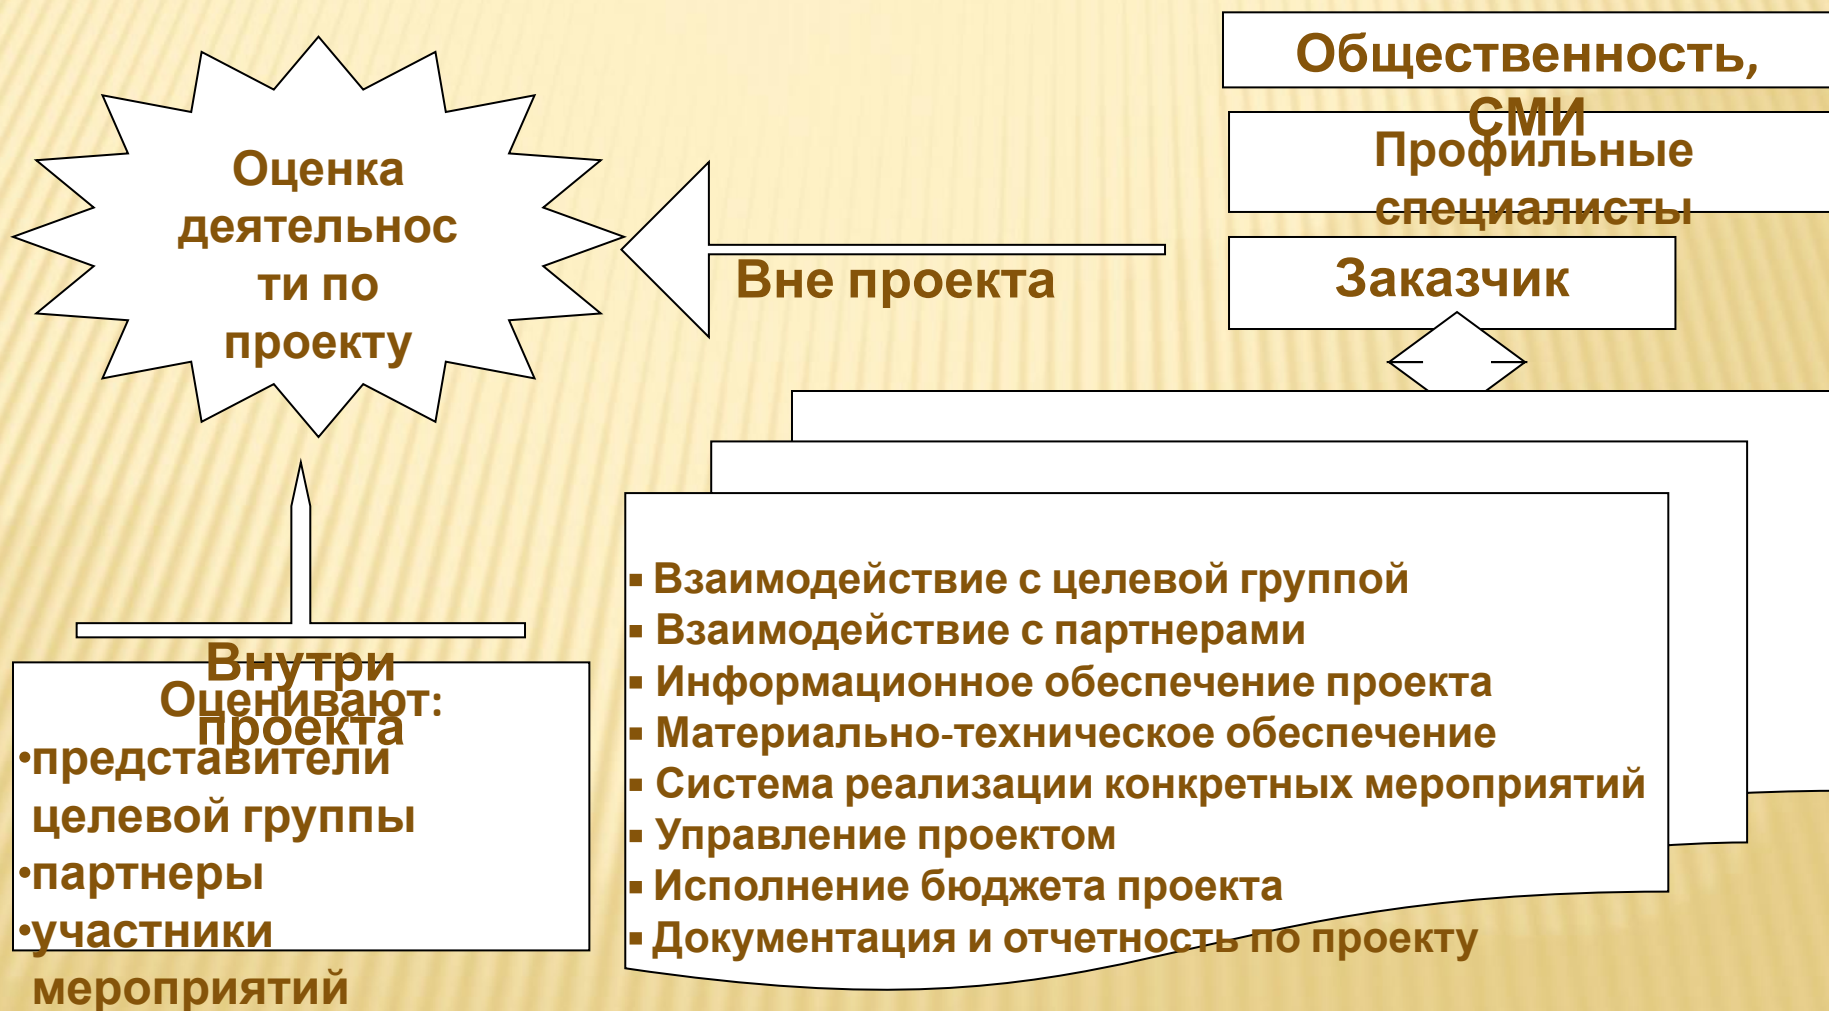 Оценка
деятельнос
ти по
проекту
Вне проекта
Общественность,
СМИ
Профильные
специалисты
Заказчик
Внутри
проекта
Оценивают:
•представители
целевой группы
•партнеры
•участники
мероприятий
▪ Взаимодействие с целевой группой
▪ Взаимодействие с партнерами
▪ Информационное обеспечение проекта
▪ Материально-техническое обеспечение
▪ Система реализации конкретных мероприятий
▪ Управление проектом
▪ Исполнение бюджета проекта
▪ Документация и отчетность по проекту